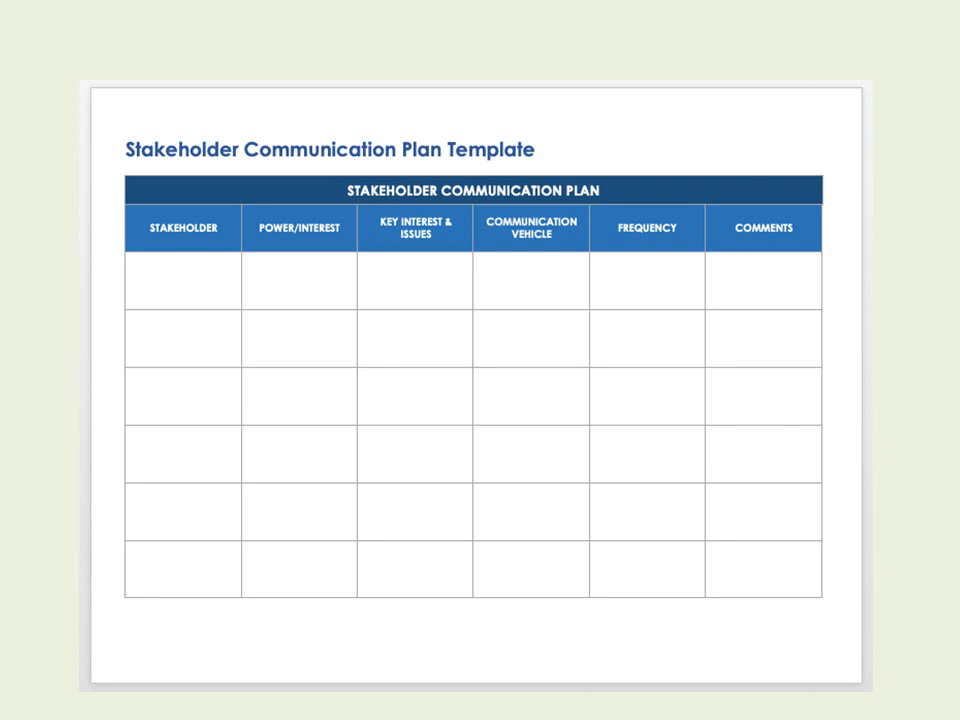 Stakeholder Communication Plan Template
STAKEHOLDER COMMUNICATION PLAN
STAKEHOLDER
POWER/INTEREST
KEY INTEREST &
ISSUES
COMMUNICATION
VEHICLE
FREQUENCY
COMMENTS